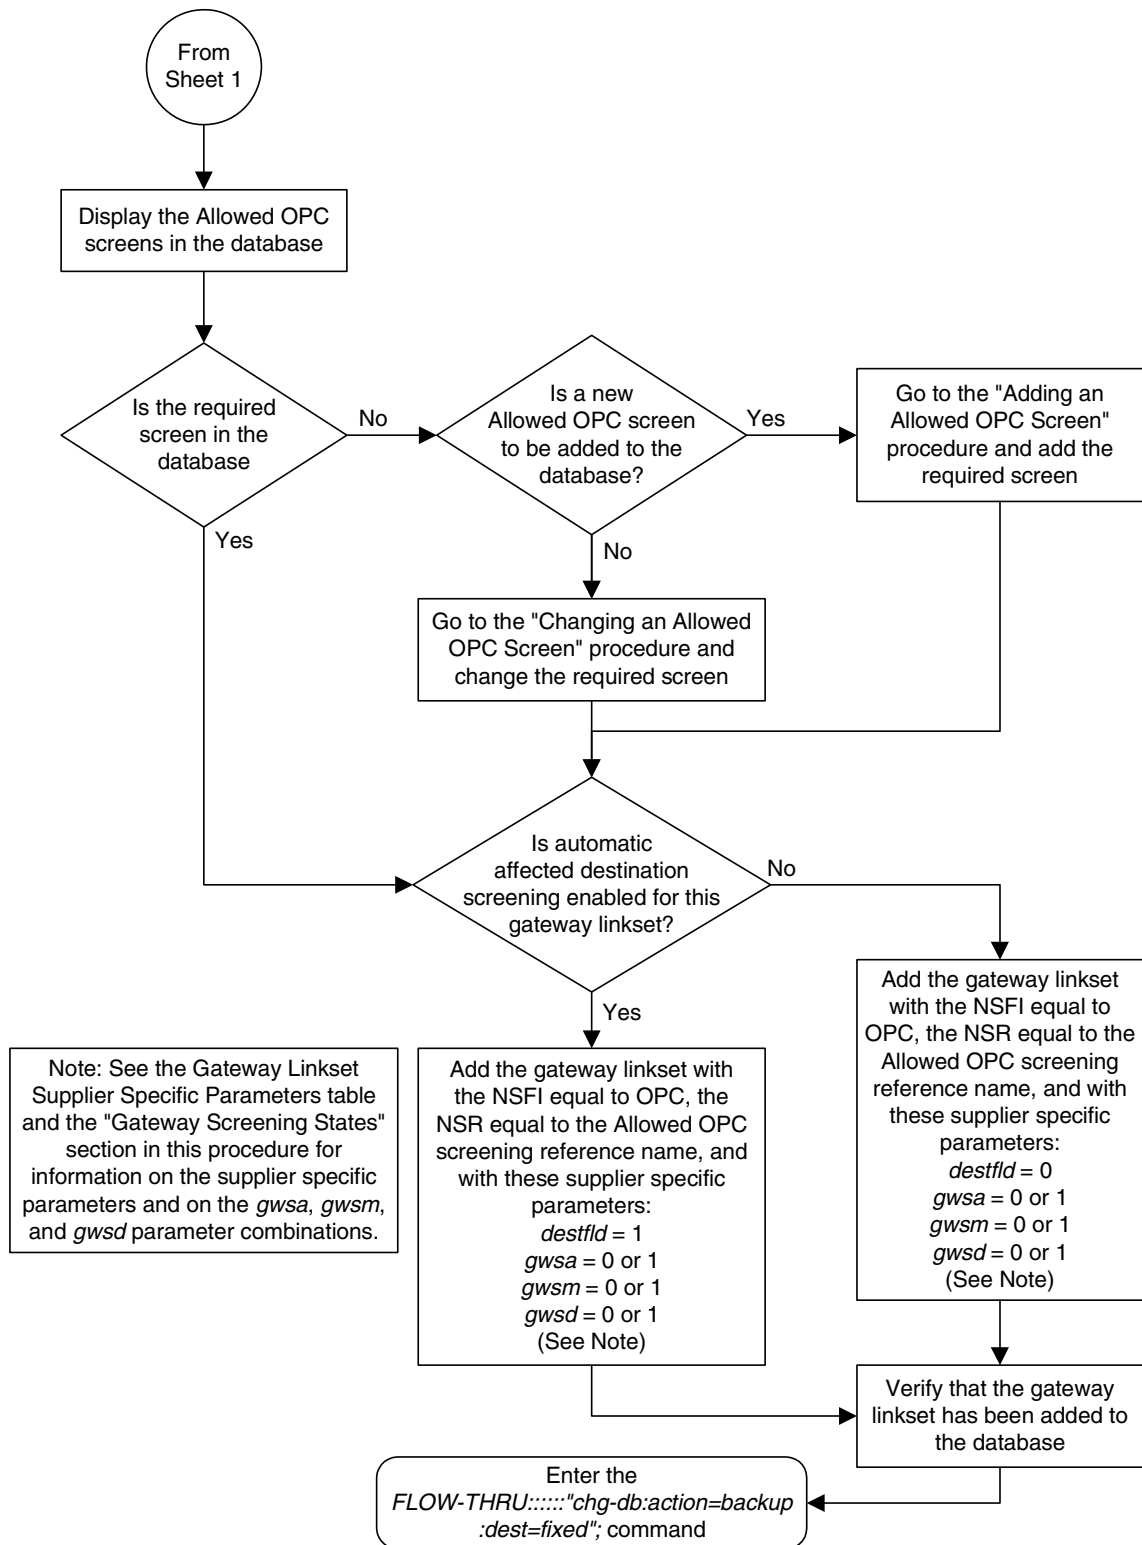 From
Sheet 1
Display the Allowed OPC
screens in the database
Is the required
screen in the
database
No
Yes
Is a new
Allowed OPC screen
to be added to the
database?
Yes
No
Go to the "Adding an
Allowed OPC Screen"
procedure and add the
required screen
Go to the "Changing an Allowed
OPC Screen" procedure and
change the required screen
Is automatic
affected destination
screening enabled for this
gateway linkset?
No
Yes
Note: See the Gateway Linkset
Supplier Specific Parameters table
and the "Gateway Screening States"
section in this procedure for
information on the supplier specific
parameters and on the gwsa, gwsm,
and gwsd parameter combinations.
Add the gateway linkset with
the NSFI equal to OPC, the
NSR equal to the Allowed OPC
screening reference name, and
with these supplier specific
parameters:
destfld = 1
gwsa = 0 or 1
gwsm = 0 or 1
gwsd = 0 or 1
(See Note)
Add the gateway linkset
with the NSFI equal to
OPC, the NSR equal to the
Allowed OPC screening
reference name, and with
these supplier specific
parameters:
destfld = 0
gwsa = 0 or 1
gwsm = 0 or 1
gwsd = 0 or 1
(See Note)
Verify that the gateway
linkset has been added to
the database
Enter the
FLOW-THRU::::::"chg-db:action=backup
:dest=fixed"; command